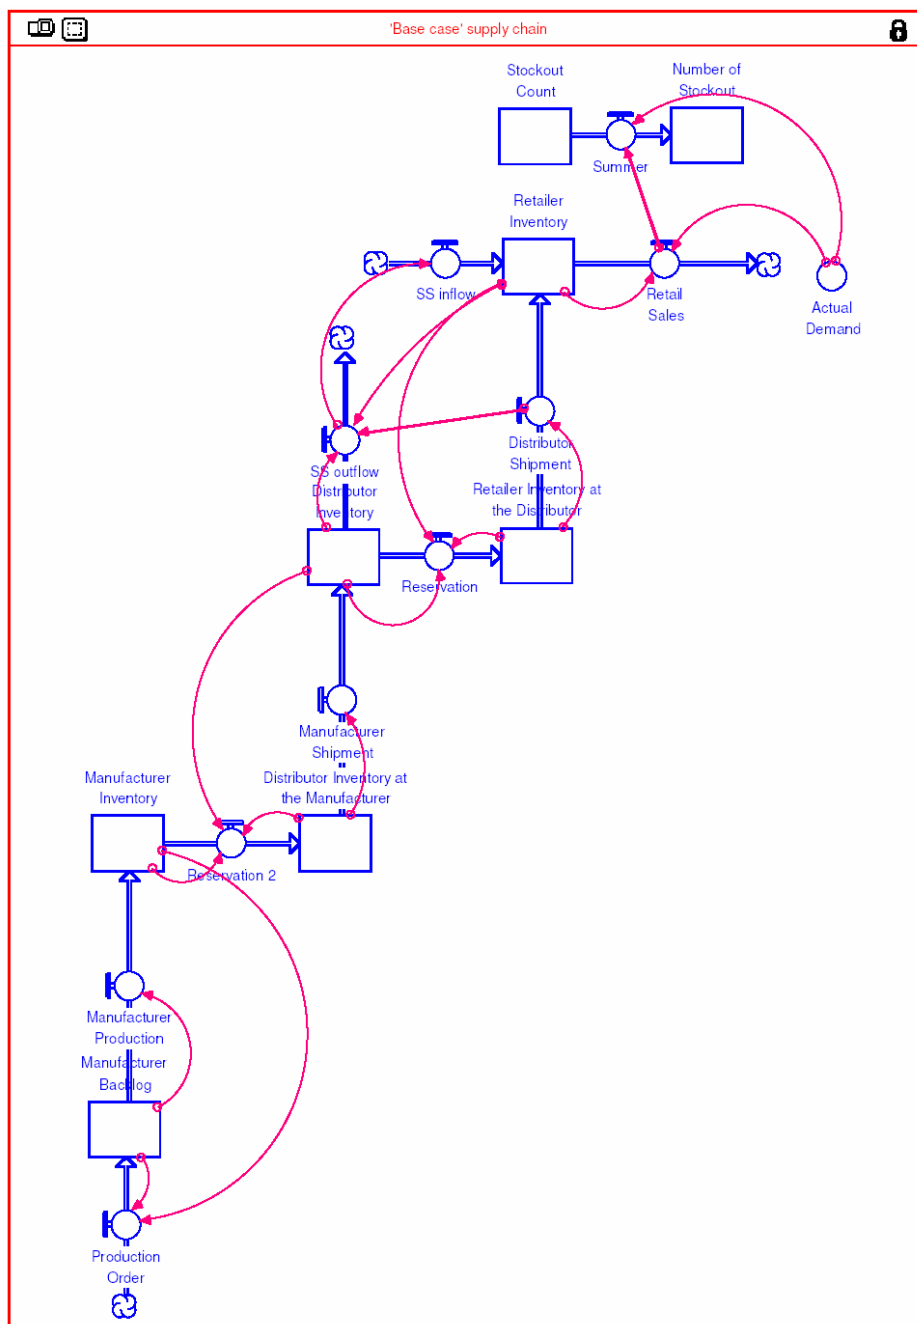 'Base case' supply chain
Stockout
Count
Number of
Stockout
Summer
Retailer
Inventory
SS inflow
Retail
Sales
Actual
Demand
Distributor
Shipment
SS outflow
Distributor
Inventory
Retailer Inventory at
the Distributor
Reservation
Manufacturer
Shipment
Manufacturer
Inventory
Distributor Inventory at
the Manufacturer
Reservation 2
Manufacturer
Production
Manufacturer
Backlog
Production
Order